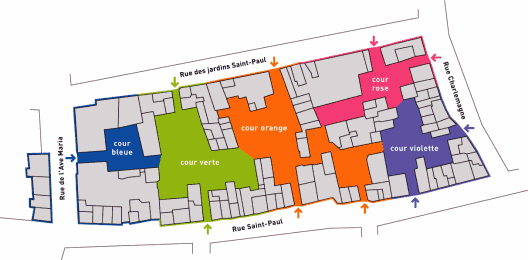 Rue des jardins Saint-Paul
cour
rose
Rue Charlemagne
cour orange
Rue de l'Ave Maria
cour
bleue
cour verte
cour violette
Rue Saint-Paul